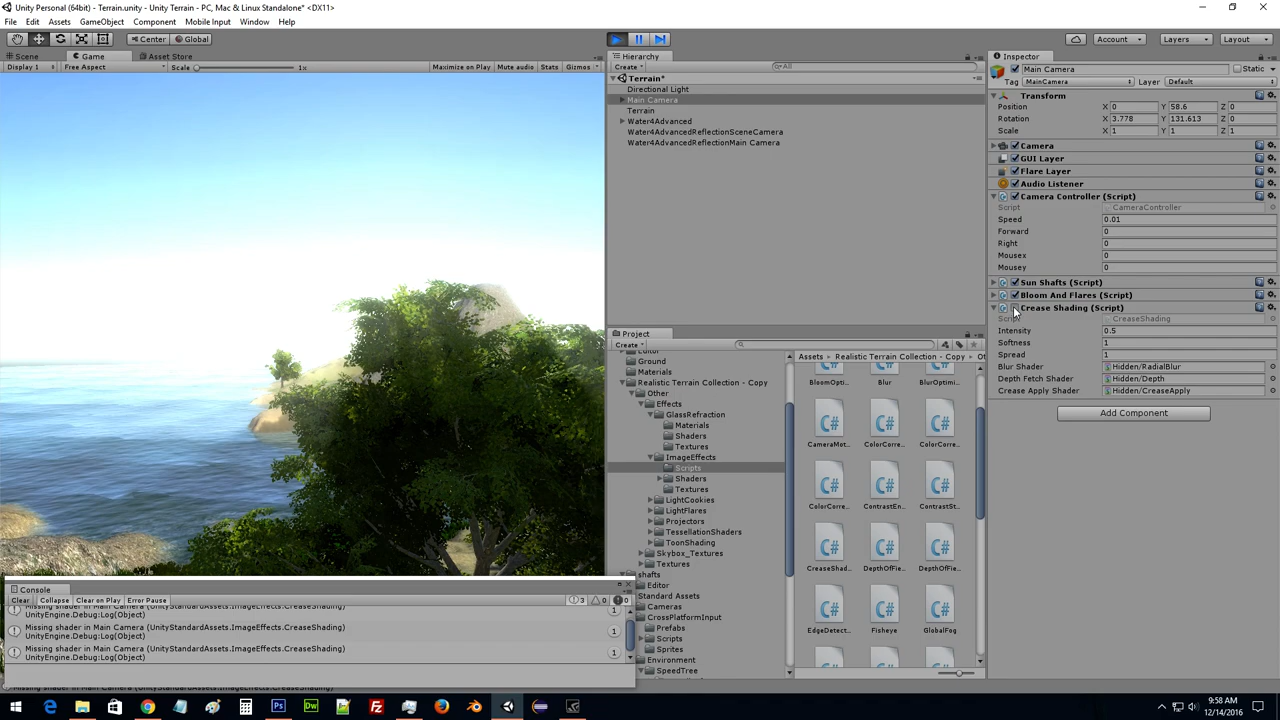 Unity Personal (64bit) - Terrain.unity - Unity Terrain - PC, Mac & Linux Standalone* <DX11>
File Edit Assets GameObject Component Mobile Input Window Help
Center Global Account Layers Layout
Scene Game Asset Store
Display 1 Free Aspect Scale 1x Maximize on Play Mute audio Stats Gizmos
Hierarchy
Create All
Terrain*
Directional Light
Main Camera
Terrain
Water4Advanced
Water4AdvancedReflectionSceneCamera
Water4AdvancedReflectionMain Camera
Inspector
Main Camera Static
Tag MainCamera Layer Default
Transform
Position X 0 Y 58.6 Z 0
Rotation X 3.778 Y 131.613 Z 0
Scale X 1 Y 1 Z 1
Camera
GUI Layer
Flare Layer
Audio Listener
Camera Controller (Script)
Script CameraController
Speed 0.01
Forward 0
Right 0
Mousex 0
Mousey 0
Sun Shafts (Script)
Bloom And Flares (Script)
Crease Shading (Script)
CreaseShading
Intensity 0.5
Softness 1
Spread 1
Blur Shader Hidden/RadialBlur
Depth Fetch Shader Hidden/Depth
Crease Apply Shader Hidden/CreaseApply
Add Component
Project
Create
Editor
Ground
Materials
Realistic Terrain Collection - Copy
Other
Effects
GlassRefraction
Materials
Shaders
Textures
ImageEffects
Scripts
Shaders
Textures
LightCookies
LightFlares
Projectors
TessellationShaders
ToonShading
Skybox_Textures
Textures
shafts
Editor
Standard Assets
Cameras
CrossPlatformInput
Prefabs
Scripts
Sprites
Environment
SpeedTree
Assets Realistic Terrain Collection - Copy
BloomOpti... Blur BlurOptimi...
CameraMot... ColorCorre... ColorCorre...
ColorCorre... ContrastEn... ContrastSt...
CreaseShad... DepthOfFie... DepthOfFie...
EdgeDetect... Fisheye GlobalFog
Console
Clear Collapse Clear on Play Error Pause 3 0 0
Missing shader in Main Camera (UnityStandardAssets.ImageEffects.CreaseShading)
UnityEngine.Debug:Log(Object) 1
Missing shader in Main Camera (UnityStandardAssets.ImageEffects.CreaseShading)
UnityEngine.Debug:Log(Object) 1
Missing shader in Main Camera (UnityStandardAssets.ImageEffects.CreaseShading)
UnityEngine.Debug:Log(Object) 1
Missing shader in Main Camera (UnityStandardAssets.ImageEffects.CreaseShading)
9:58 AM
12/14/2016